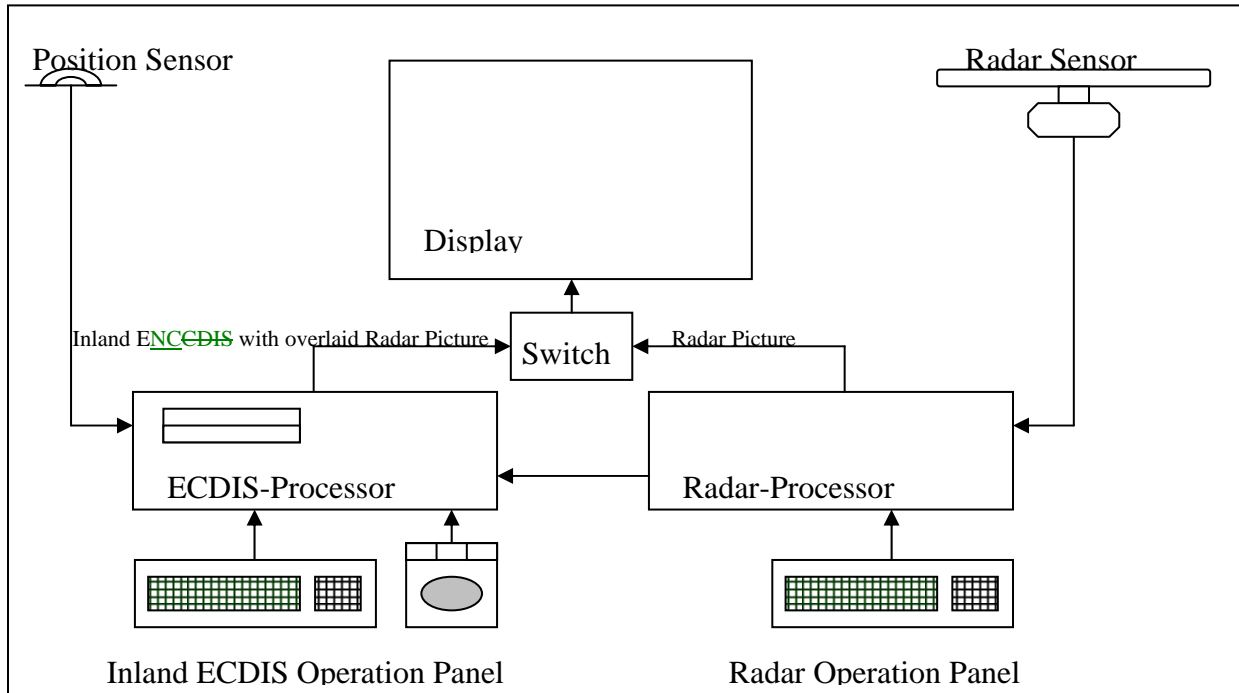 Position Sensor
Radar Sensor
Display
Inland ENCCDIS with overlaid Radar Picture
Switch
Radar Picture
ECDIS-Processor
Radar-Processor
Inland ECDIS Operation Panel
Radar Operation Panel